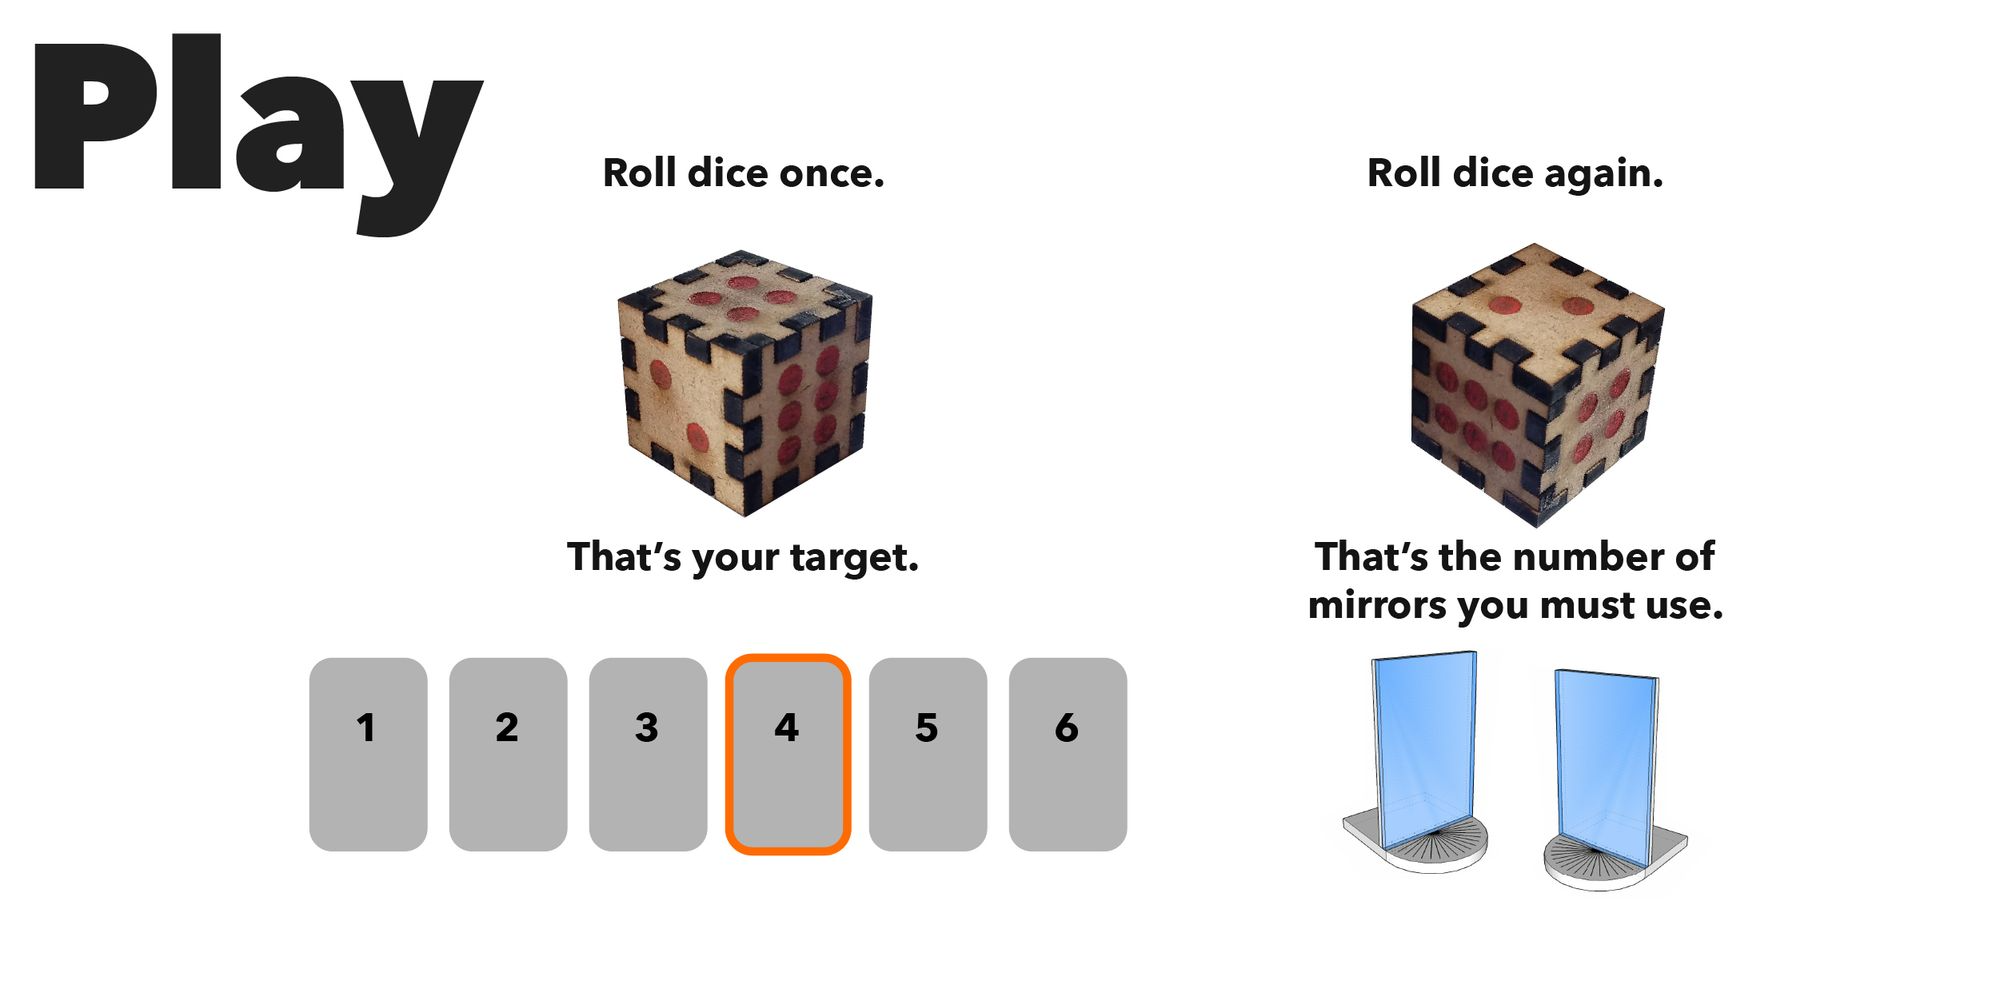 Play
Roll dice once.
That’s your target.
1 2 3 4 5 6
Roll dice again.
That’s the number of
mirrors you must use.